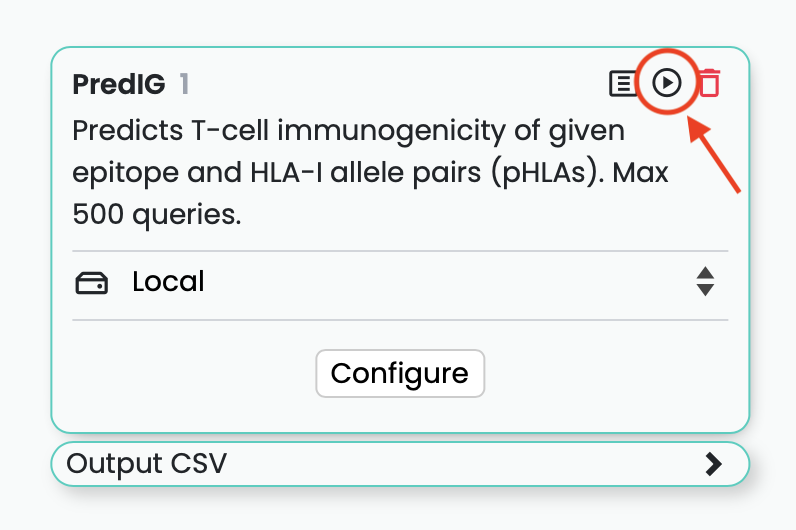 PredIG 1
Predicts T-cell immunogenicity of given
epitope and HLA-I allele pairs (pHLAs). Max
500 queries.
Local
Configure
Output CSV